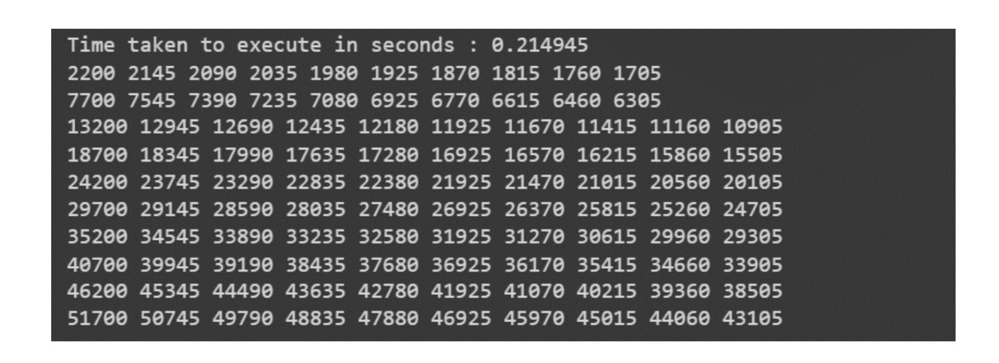 Time taken to execute in seconds : 0.214945
2200 2145 2090 2035 1980 1925 1870 1815 1760 1705
7700 7545 7390 7235 7080 6925 6770 6615 6460 6305
13200 12945 12690 12435 12180 11925 11670 11415 11160 10905
18700 18345 17990 17635 17280 16925 16570 16215 15860 15505
24200 23745 23290 22835 22380 21925 21470 21015 20560 20105
29700 29145 28590 28035 27480 26925 26370 25815 25260 24705
35200 34545 33890 33235 32580 31925 31270 30615 29960 29305
40700 39945 39190 38435 37680 36925 36170 35415 34660 33905
46200 45345 44490 43635 42780 41925 41070 40215 39360 38505
51700 50745 49790 48835 47880 46925 45970 45015 44060 43105